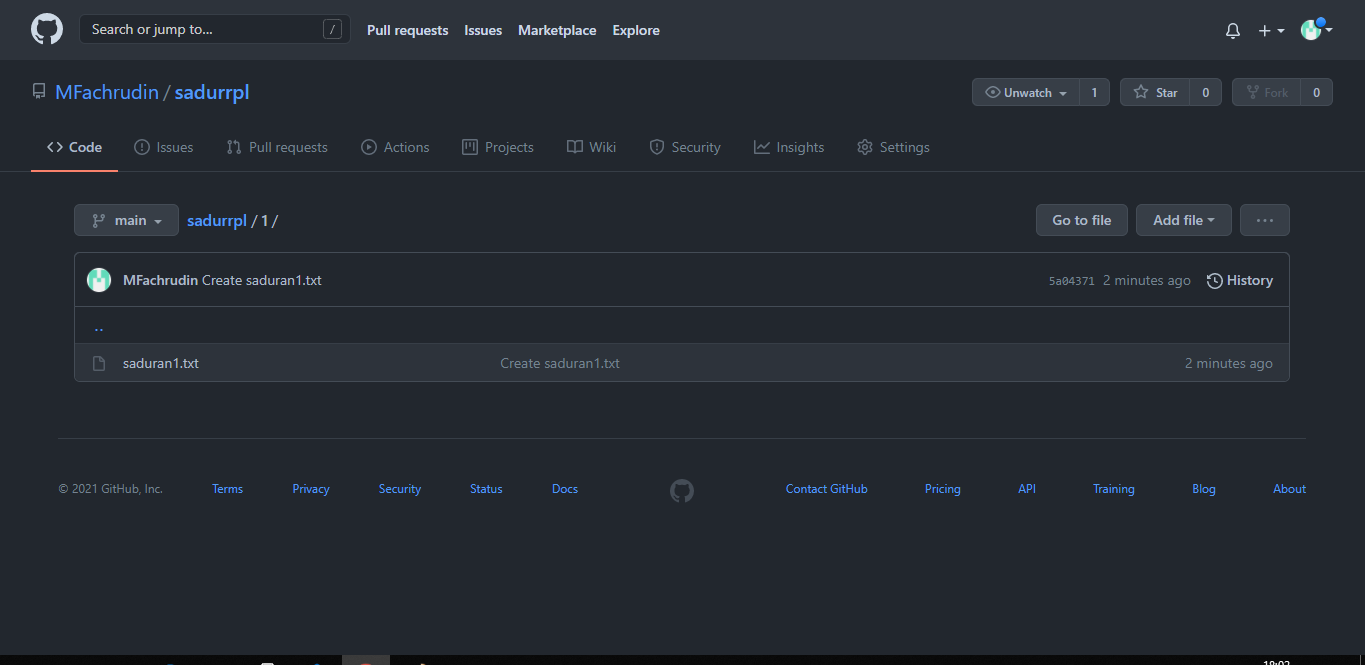 Search or jump to... /
Pull requests Issues Marketplace Explore
MFachrudin / sadurrpl
Unwatch 1 Star 0 Fork 0
Code Issues Pull requests Actions Projects Wiki Security Insights Settings
main sadurrpl / 1 / Go to file Add file ...
MFachrudin Create saduran1.txt 5a04371 2 minutes ago History
..
saduran1.txt Create saduran1.txt 2 minutes ago
© 2021 GitHub, Inc. Terms Privacy Security Status Docs Contact GitHub Pricing API Training Blog About